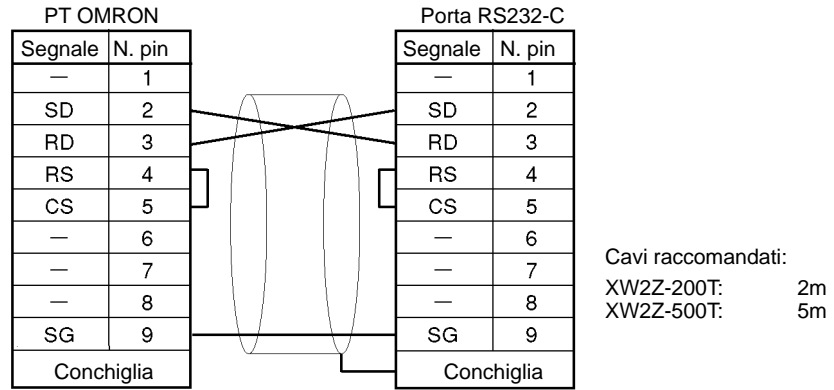 PT OMRON Porta RS232-C
Segnale N. pin Segnale N. pin
— 1 — 1
SD 2 SD 2
RD 3 RD 3
RS 4 RS 4
CS 5 CS 5
— 6 — 6
— 7 — 7
— 8 — 8
SG 9 SG 9
Conchiglia Conchiglia
Cavi raccomandati:
XW2Z-200T: 2m
XW2Z-500T: 5m